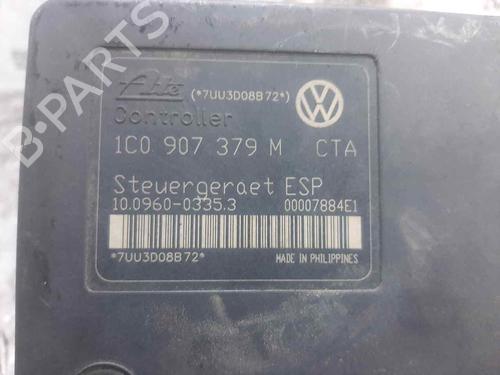 Ate (*7UU3D08B72*)
Controller
1C0 907 379 M CTA
Steuergeraet ESP
10.0960-0335.3 00007884E1
*7UU3D08B72* MADE IN PHILIPPINES
B-PARTS